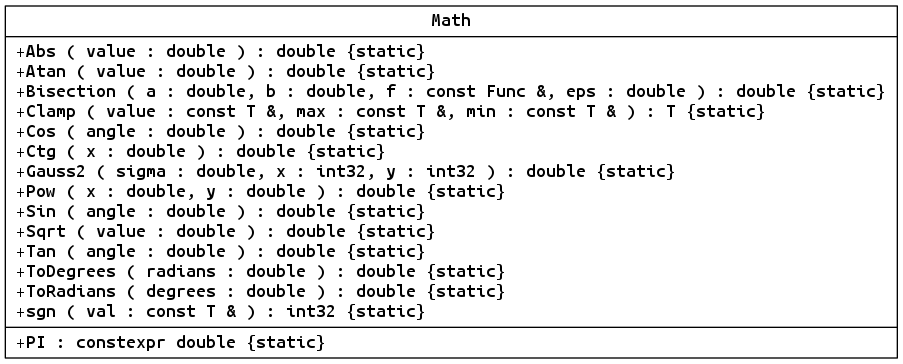 Math
+Abs ( value : double ) : double {static}
+Atan ( value : double ) : double {static}
+Bisection ( a : double, b : double, f : const Func &, eps : double ) : double {static}
+Clamp ( value : const T &, max : const T &, min : const T & ) : T {static}
+Cos ( angle : double ) : double {static}
+Ctg ( x : double ) : double {static}
+Gauss2 ( sigma : double, x : int32, y : int32 ) : double {static}
+Pow ( x : double, y : double ) : double {static}
+Sin ( angle : double ) : double {static}
+Sqrt ( value : double ) : double {static}
+Tan ( angle : double ) : double {static}
+ToDegrees ( radians : double ) : double {static}
+ToRadians ( degrees : double ) : double {static}
+sgn ( val : const T & ) : int32 {static}
+PI : constexpr double {static}